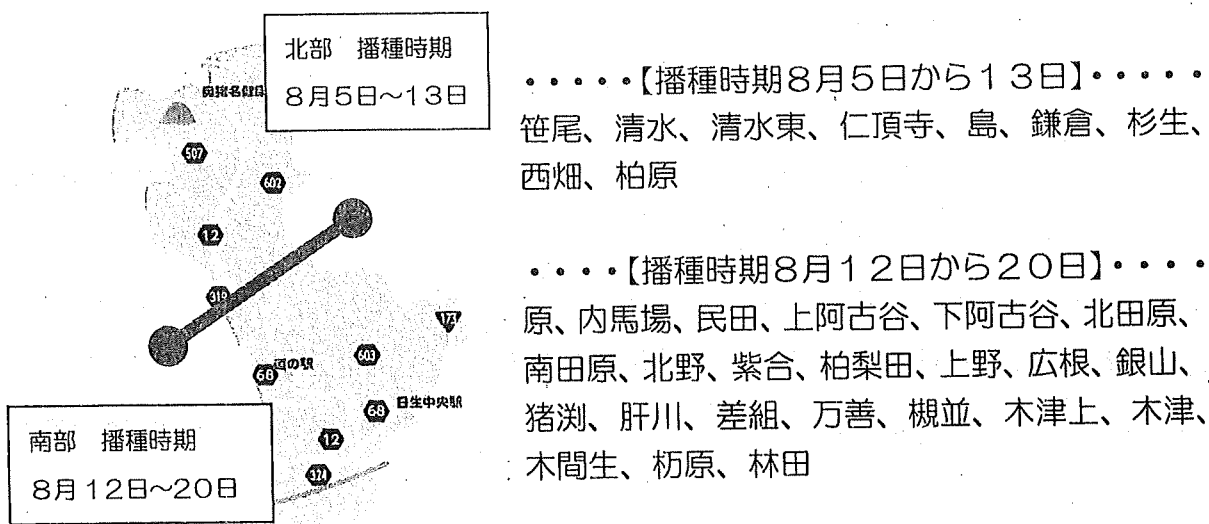 北部　播種時期
8月5日～13日
507
602
12
319
173
603
68
道の駅
68
日生中央駅
12
324
南部　播種時期
8月12日～20日
・・・・・【播種時期8月5日から13日】・・・・・
笹尾、清水、清水東、仁頂寺、島、鎌倉、杉生、
西畑、柏原
・・・・【播種時期8月12日から20日】・・・・
原、内馬場、民田、上阿古谷、下阿古谷、北田原、
南田原、北野、紫合、柏梨田、上野、広根、銀山、
猪渕、肝川、差組、万善、槻並、木津上、木津、
木間生、杤原、林田